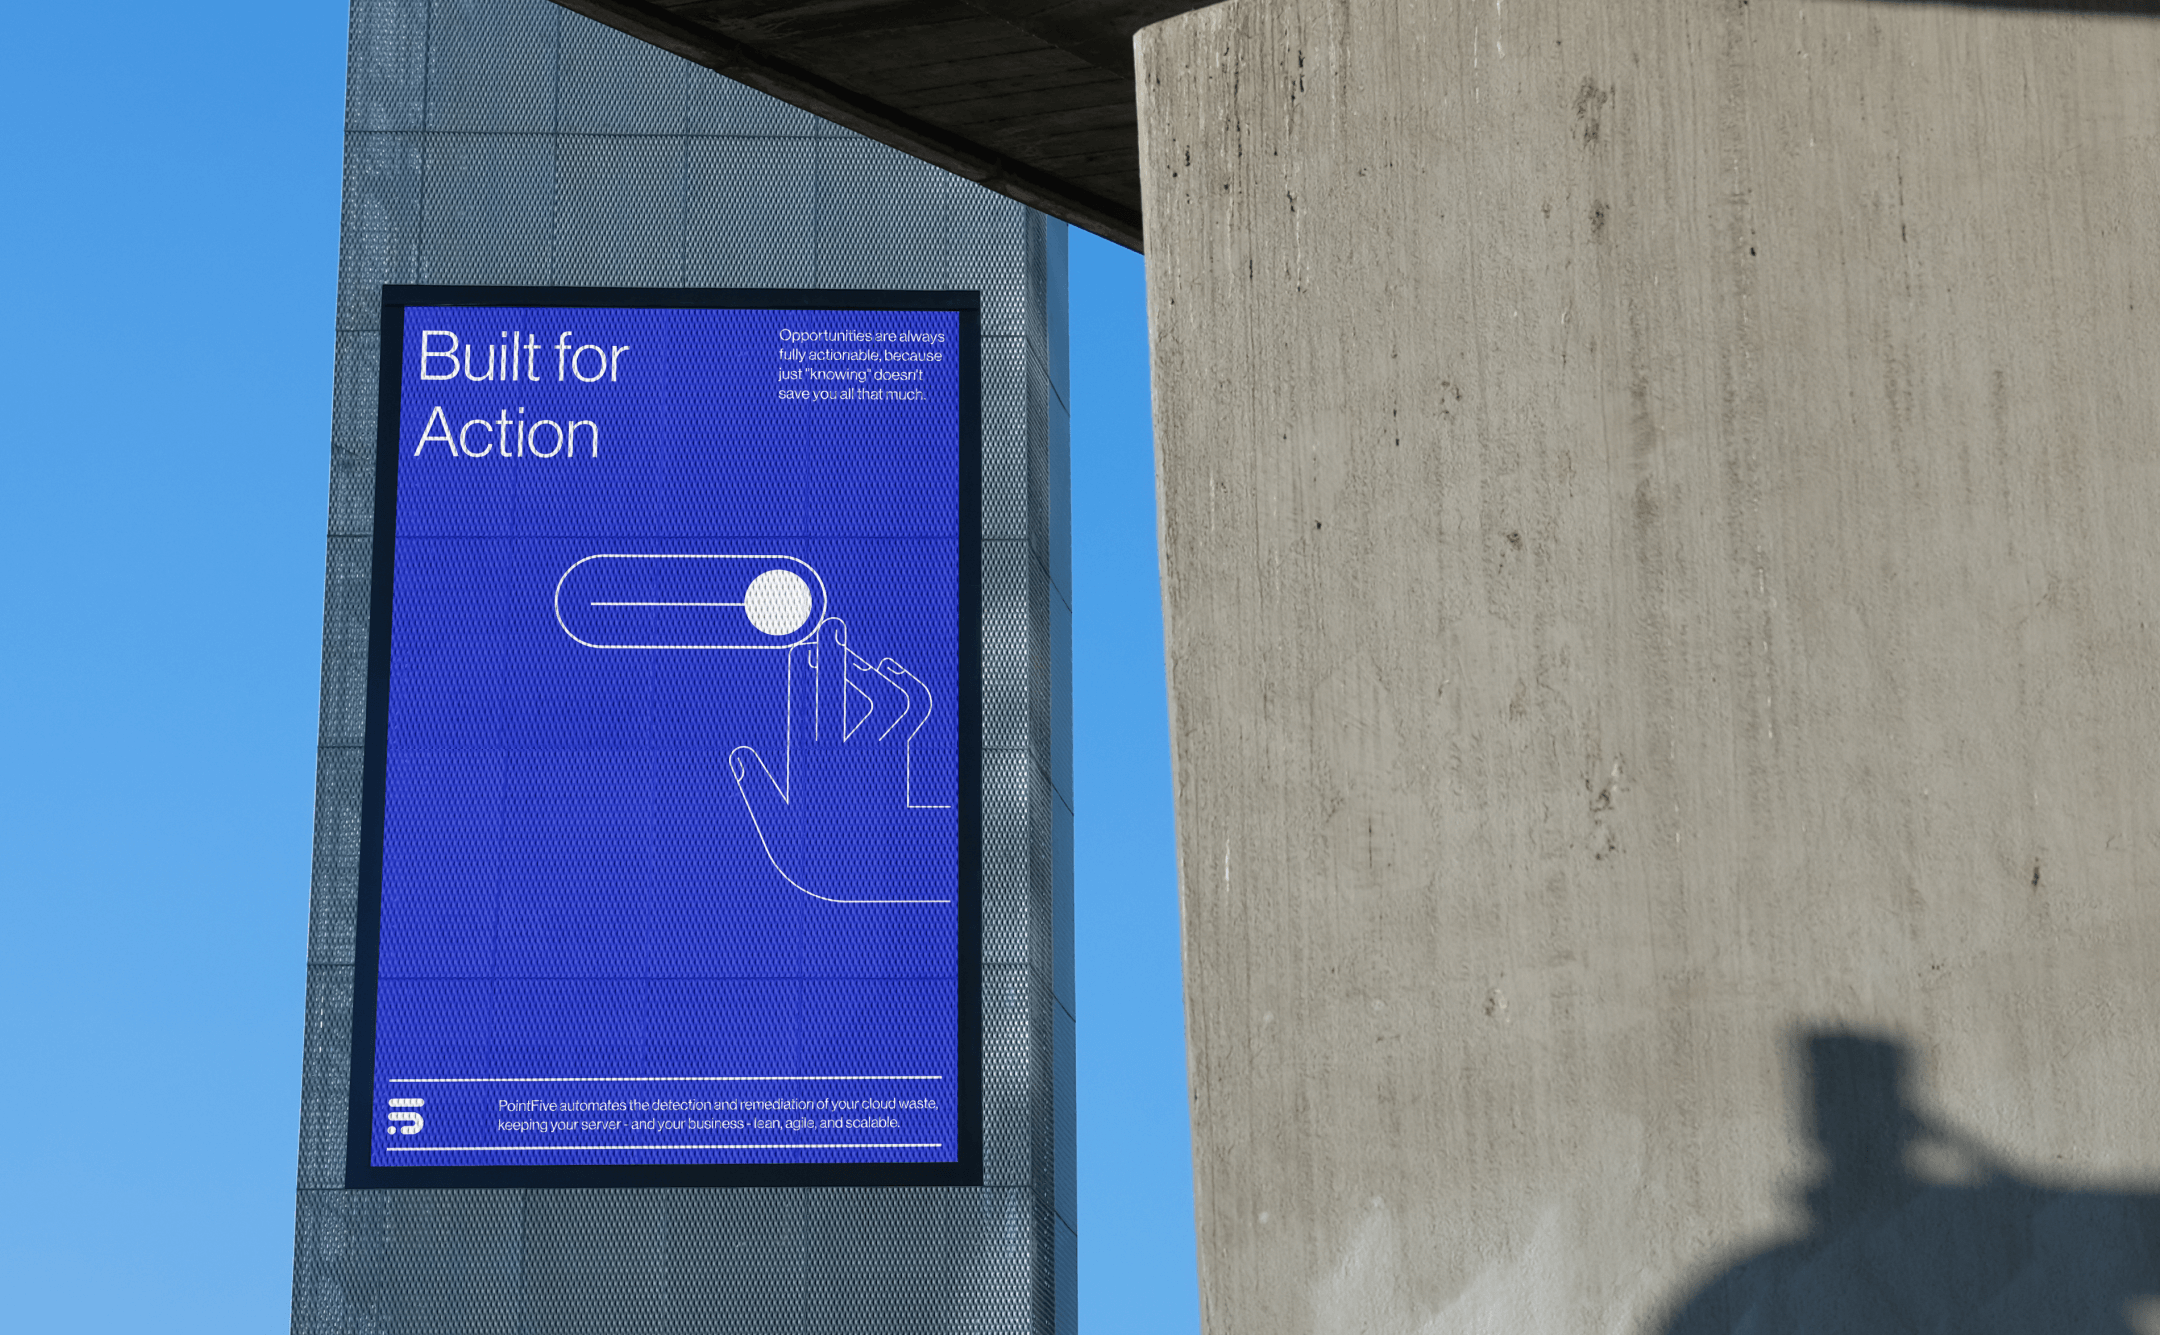 Built for
Action
Opportunities are always
fully actionable, because
just "knowing" doesn't
save you all that much.
PointFive automates the detection and remediation of your cloud waste,
keeping your server - and your business - lean, agile, and scalable.